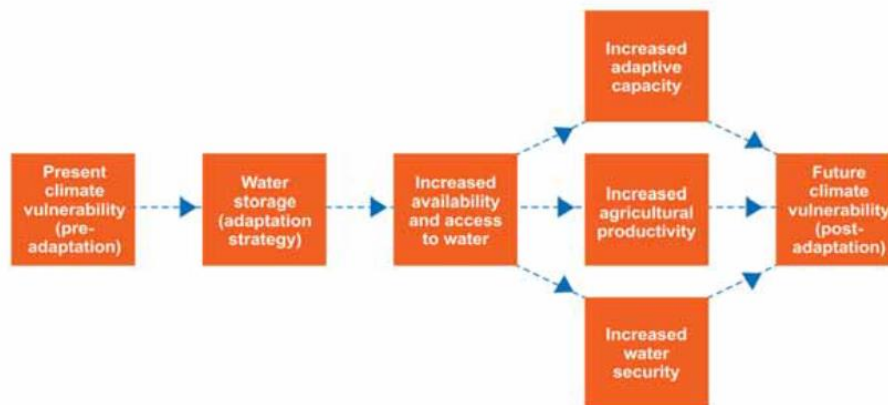 Present
climate
vulnerability
(pre-
adaptation)
Water
storage
(adaptation
strategy)
Increased
availability
and access
to water
Increased
adaptive
capacity
Increased
agricultural
productivity
Increased
water
security
Future
climate
vulnerability
(post-
adaptation)